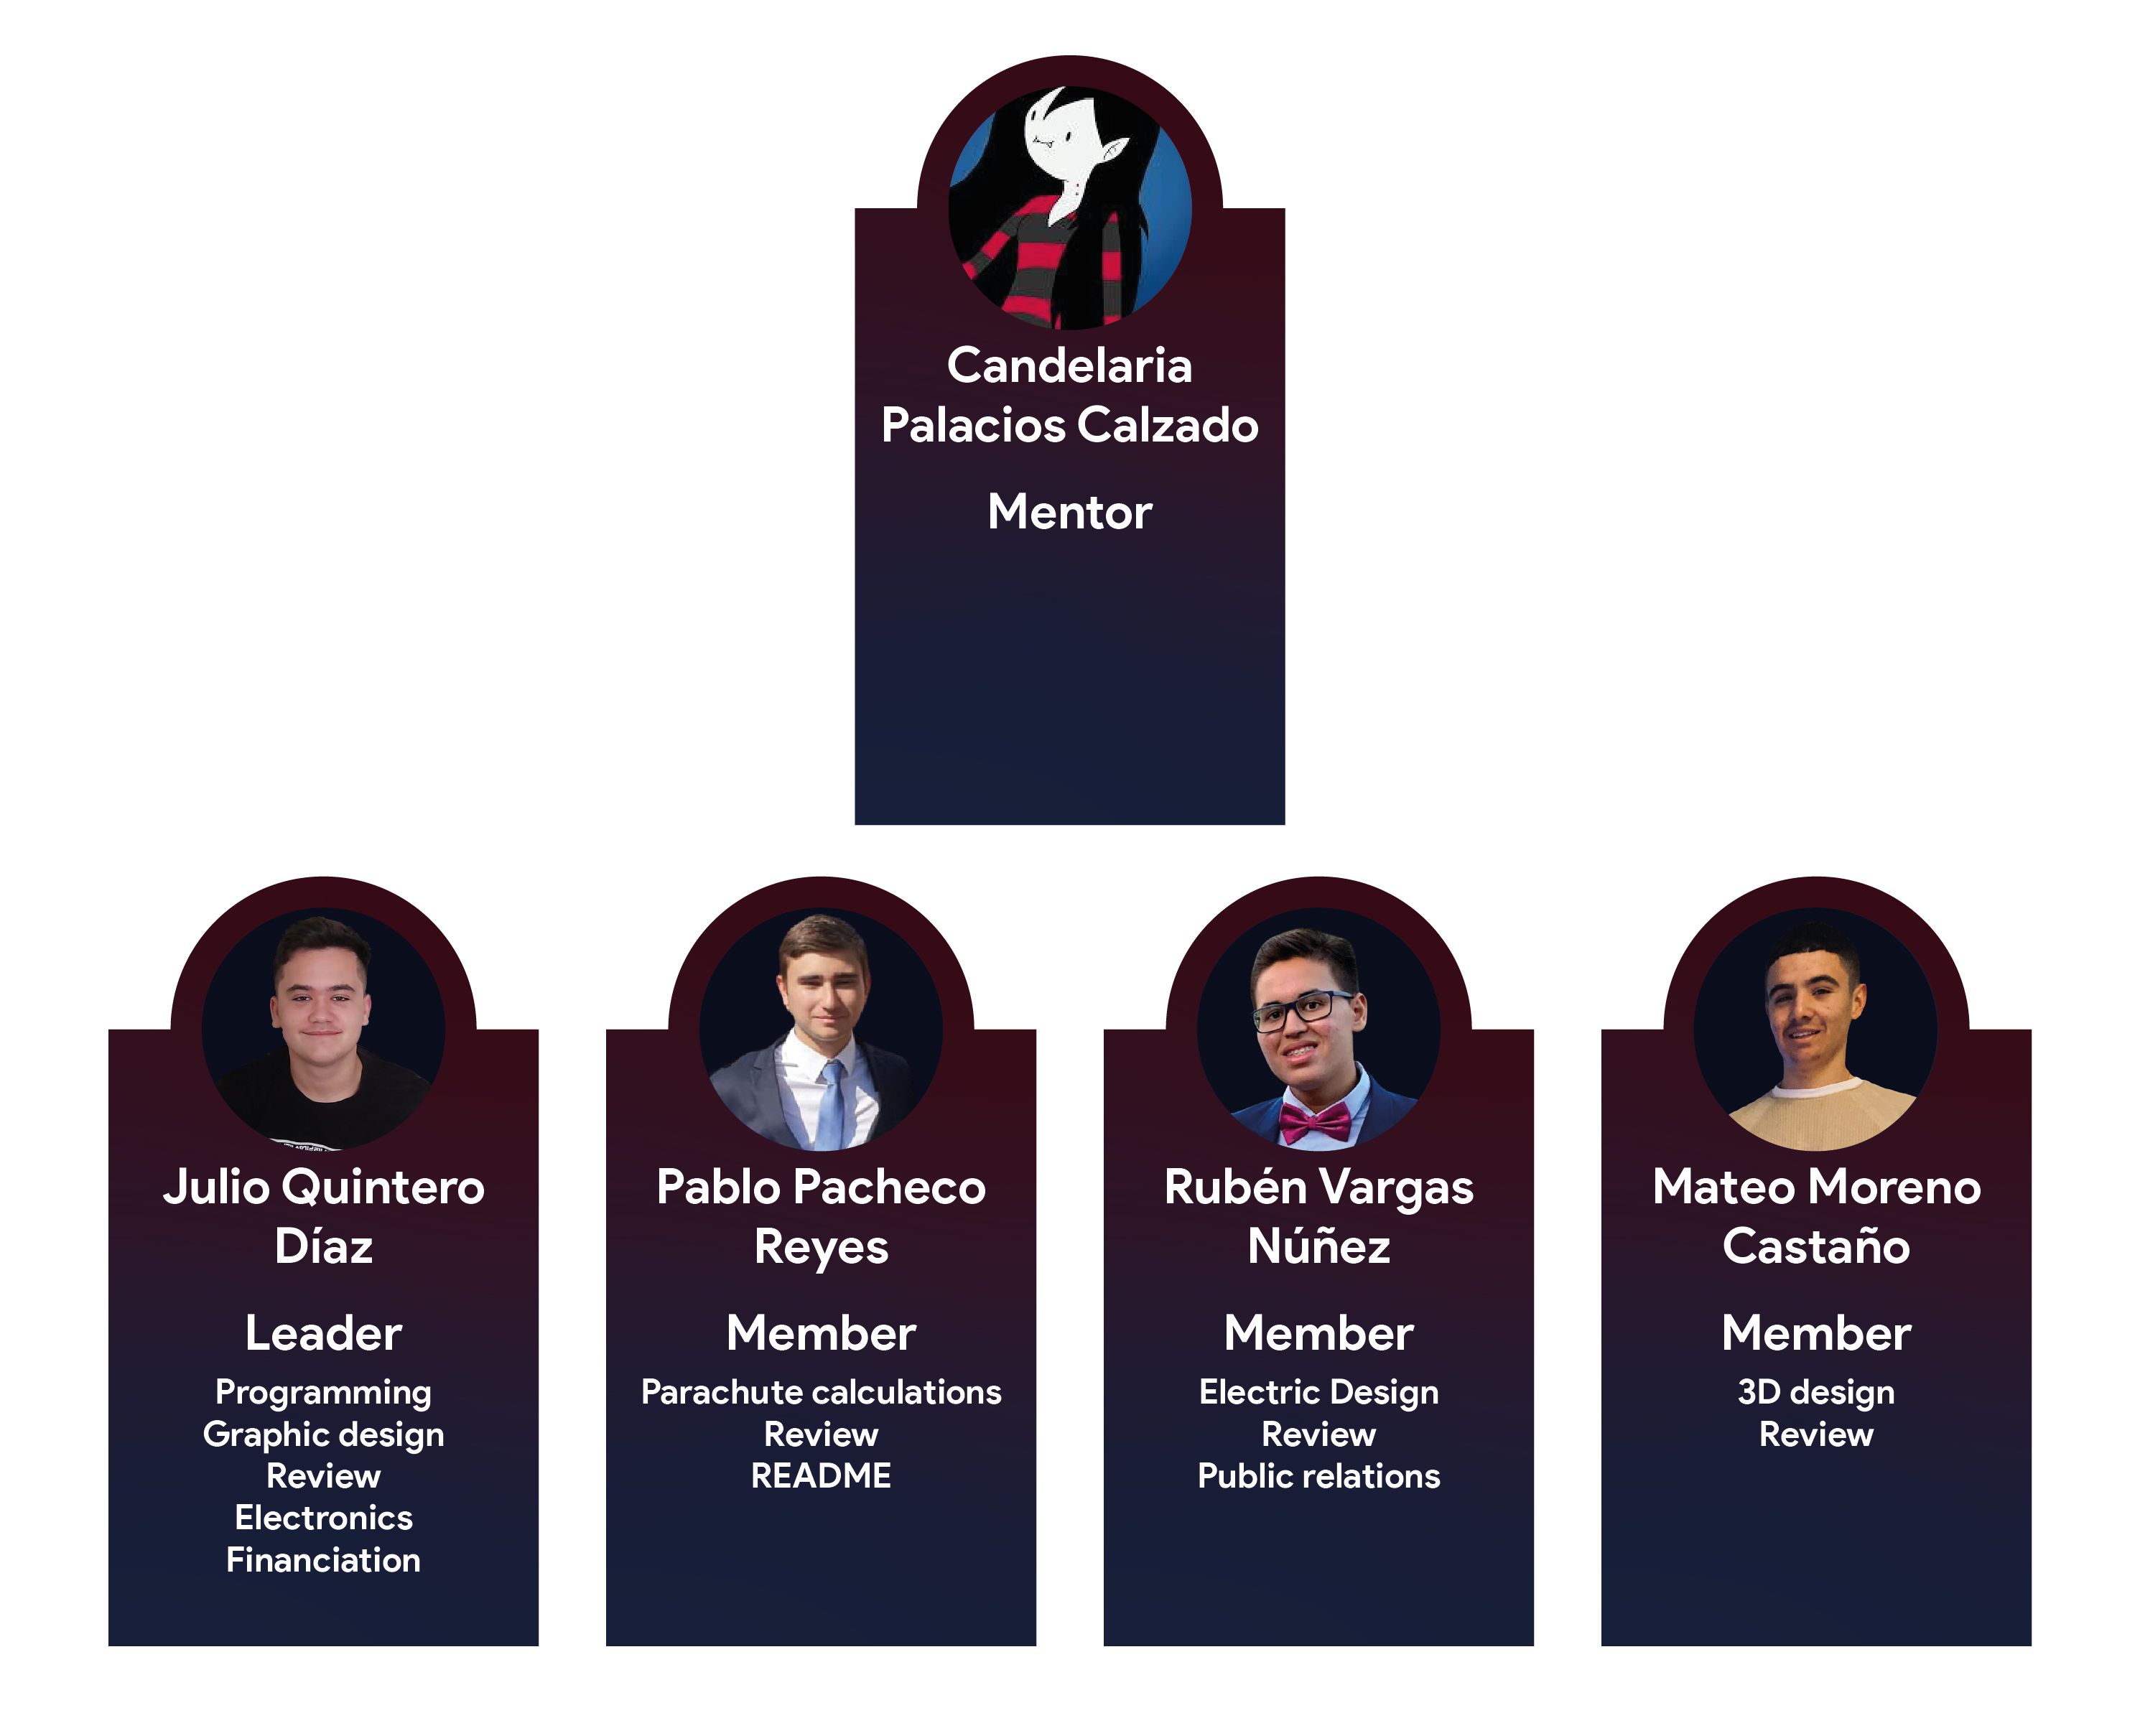 Candelaria
Palacios Calzado
Mentor
Julio Quintero
Díaz
Leader
Programming
Graphic design
Review
Electronics
Financiation
Pablo Pacheco
Reyes
Member
Parachute calculations
Review
README
Rubén Vargas
Núñez
Member
Electric Design
Review
Public relations
Mateo Moreno
Castaño
Member
3D design
Review